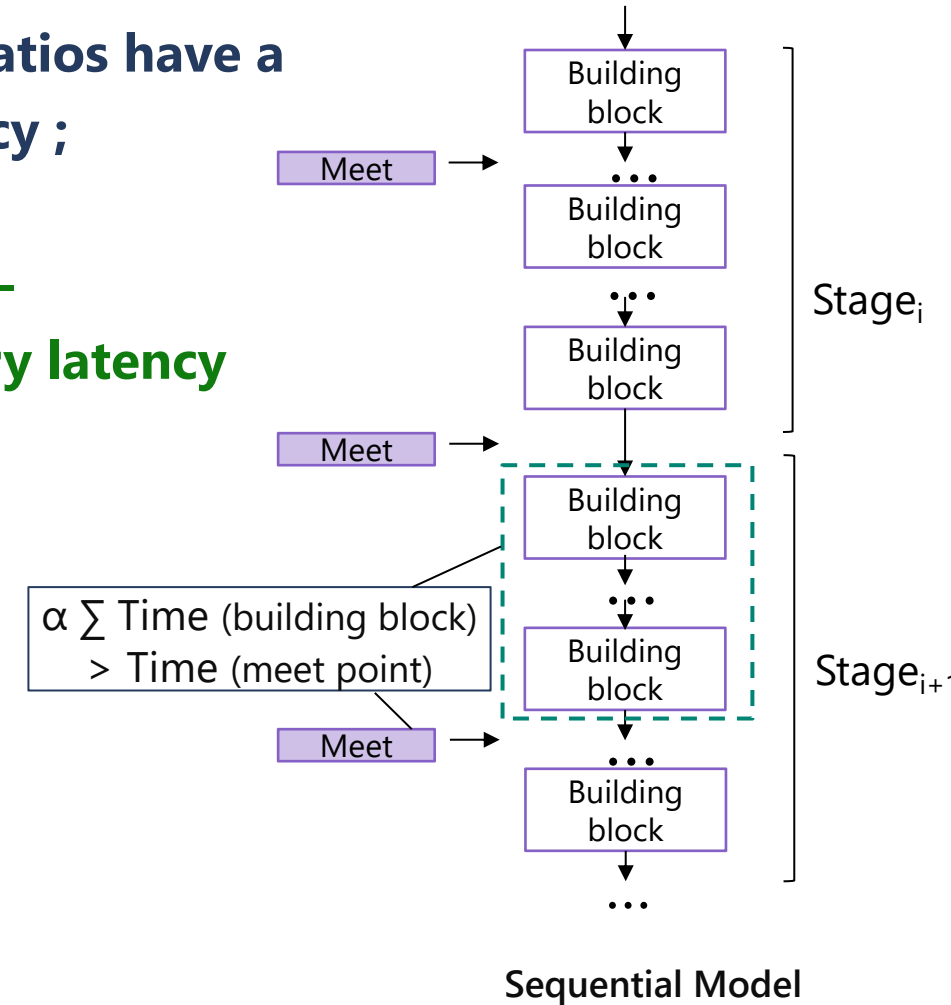 atios have a
cy ;
ry latency
Building
block
Meet
...
Building
block
...
Stageᵢ
Building
block
Meet
Building
block
...
α ∑ Time (building block)
> Time (meet point)
Building
block
Stageᵢ₊₁
Meet
...
Building
block
...
Sequential Model